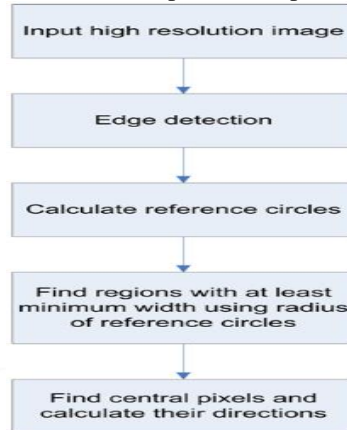 Input high resolution image
Edge detection
Calculate reference circles
Find regions with at least
minimum width using radius
of reference circles
Find central pixels and
calculate their directions